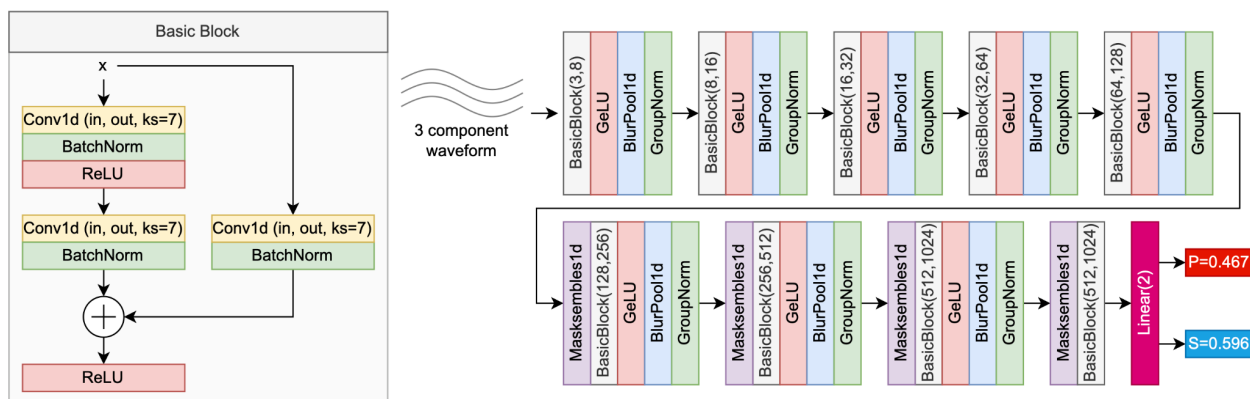 Basic Block
x
Conv1d (in, out, ks=7)
BatchNorm
ReLU
Conv1d (in, out, ks=7)
BatchNorm
Conv1d (in, out, ks=7)
BatchNorm
ReLU
3 component
waveform
BasicBlock(3,8)
GeLU
BlurPool1d
GroupNorm
BasicBlock(8,16)
GeLU
BlurPool1d
GroupNorm
BasicBlock(16,32)
GeLU
BlurPool1d
GroupNorm
BasicBlock(32,64)
GeLU
BlurPool1d
GroupNorm
BasicBlock(64,128)
GeLU
BlurPool1d
GroupNorm
Masksembles1d
BasicBlock(128,256)
GeLU
BlurPool1d
GroupNorm
Masksembles1d
BasicBlock(256,512)
GeLU
BlurPool1d
GroupNorm
Masksembles1d
BasicBlock(512,1024)
GeLU
BlurPool1d
GroupNorm
Masksembles1d
BasicBlock(512,1024)
Linear(2)
P=0.467
S=0.596